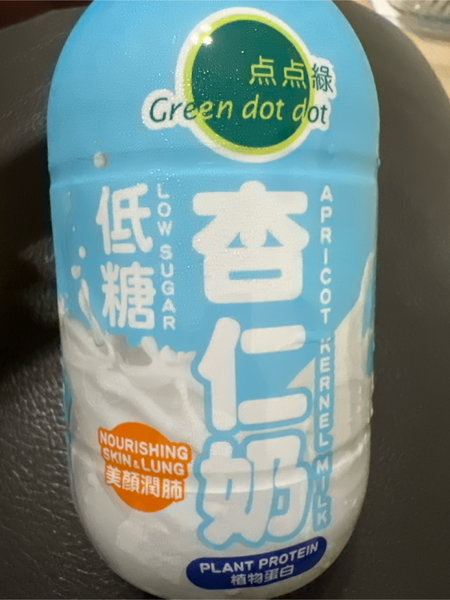 点点綠
Green dot dot
低糖
LOW SUGAR
杏仁奶
APRICOT KERNEL MILK
NOURISHING
SKIN & LUNG
美顏潤肺
PLANT PROTEIN
植物蛋白